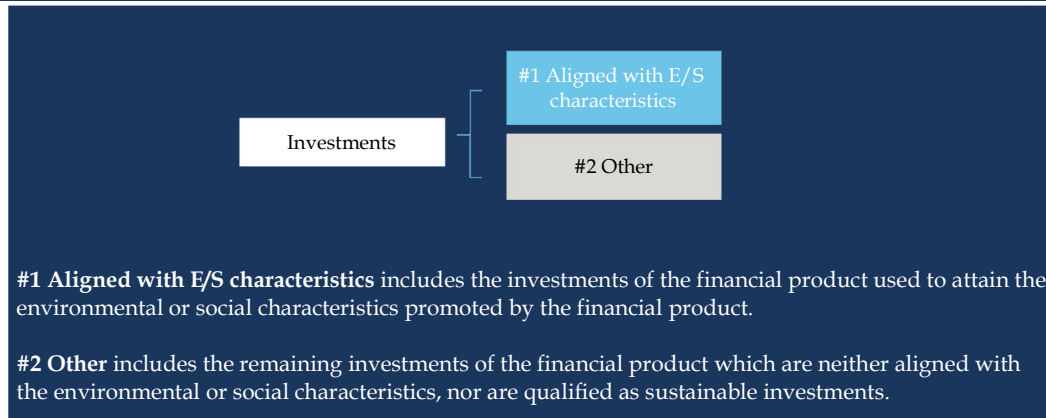 #1 Aligned with E/S
characteristics
Investments
#2 Other
#1 Aligned with E/S characteristics includes the investments of the financial product used to attain the
environmental or social characteristics promoted by the financial product.
#2 Other includes the remaining investments of the financial product which are neither aligned with
the environmental or social characteristics, nor are qualified as sustainable investments.